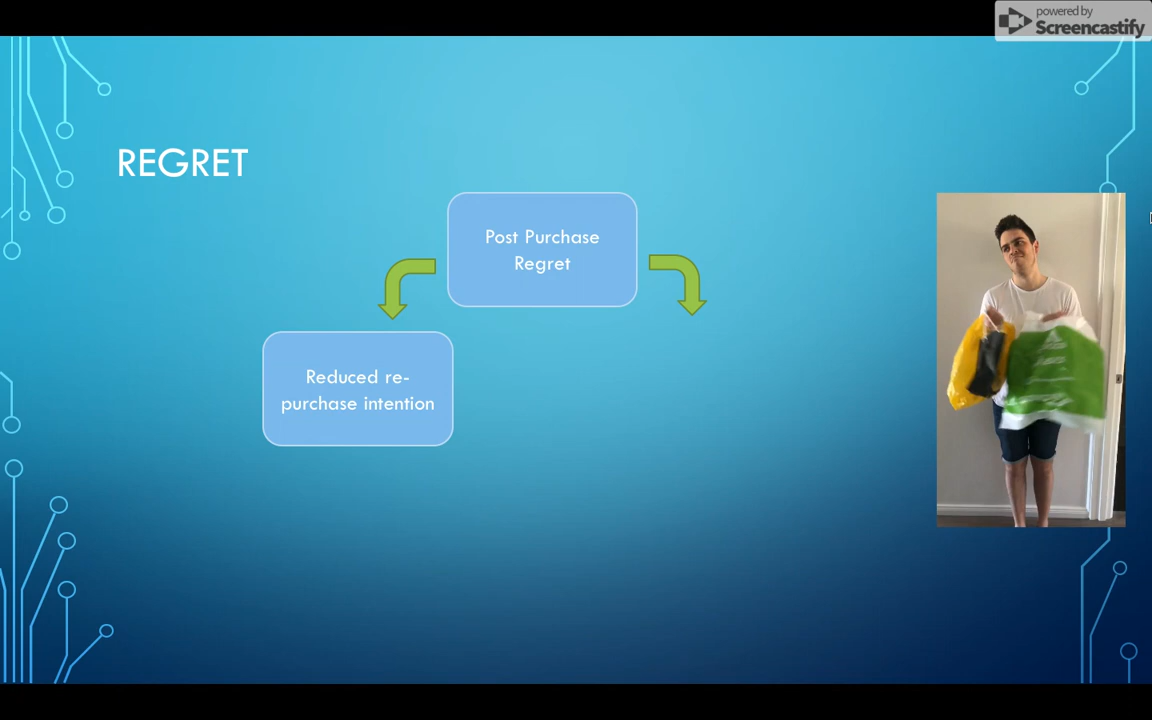 powered by
Screencastify
REGRET
Post Purchase
Regret
Reduced re-
purchase intention